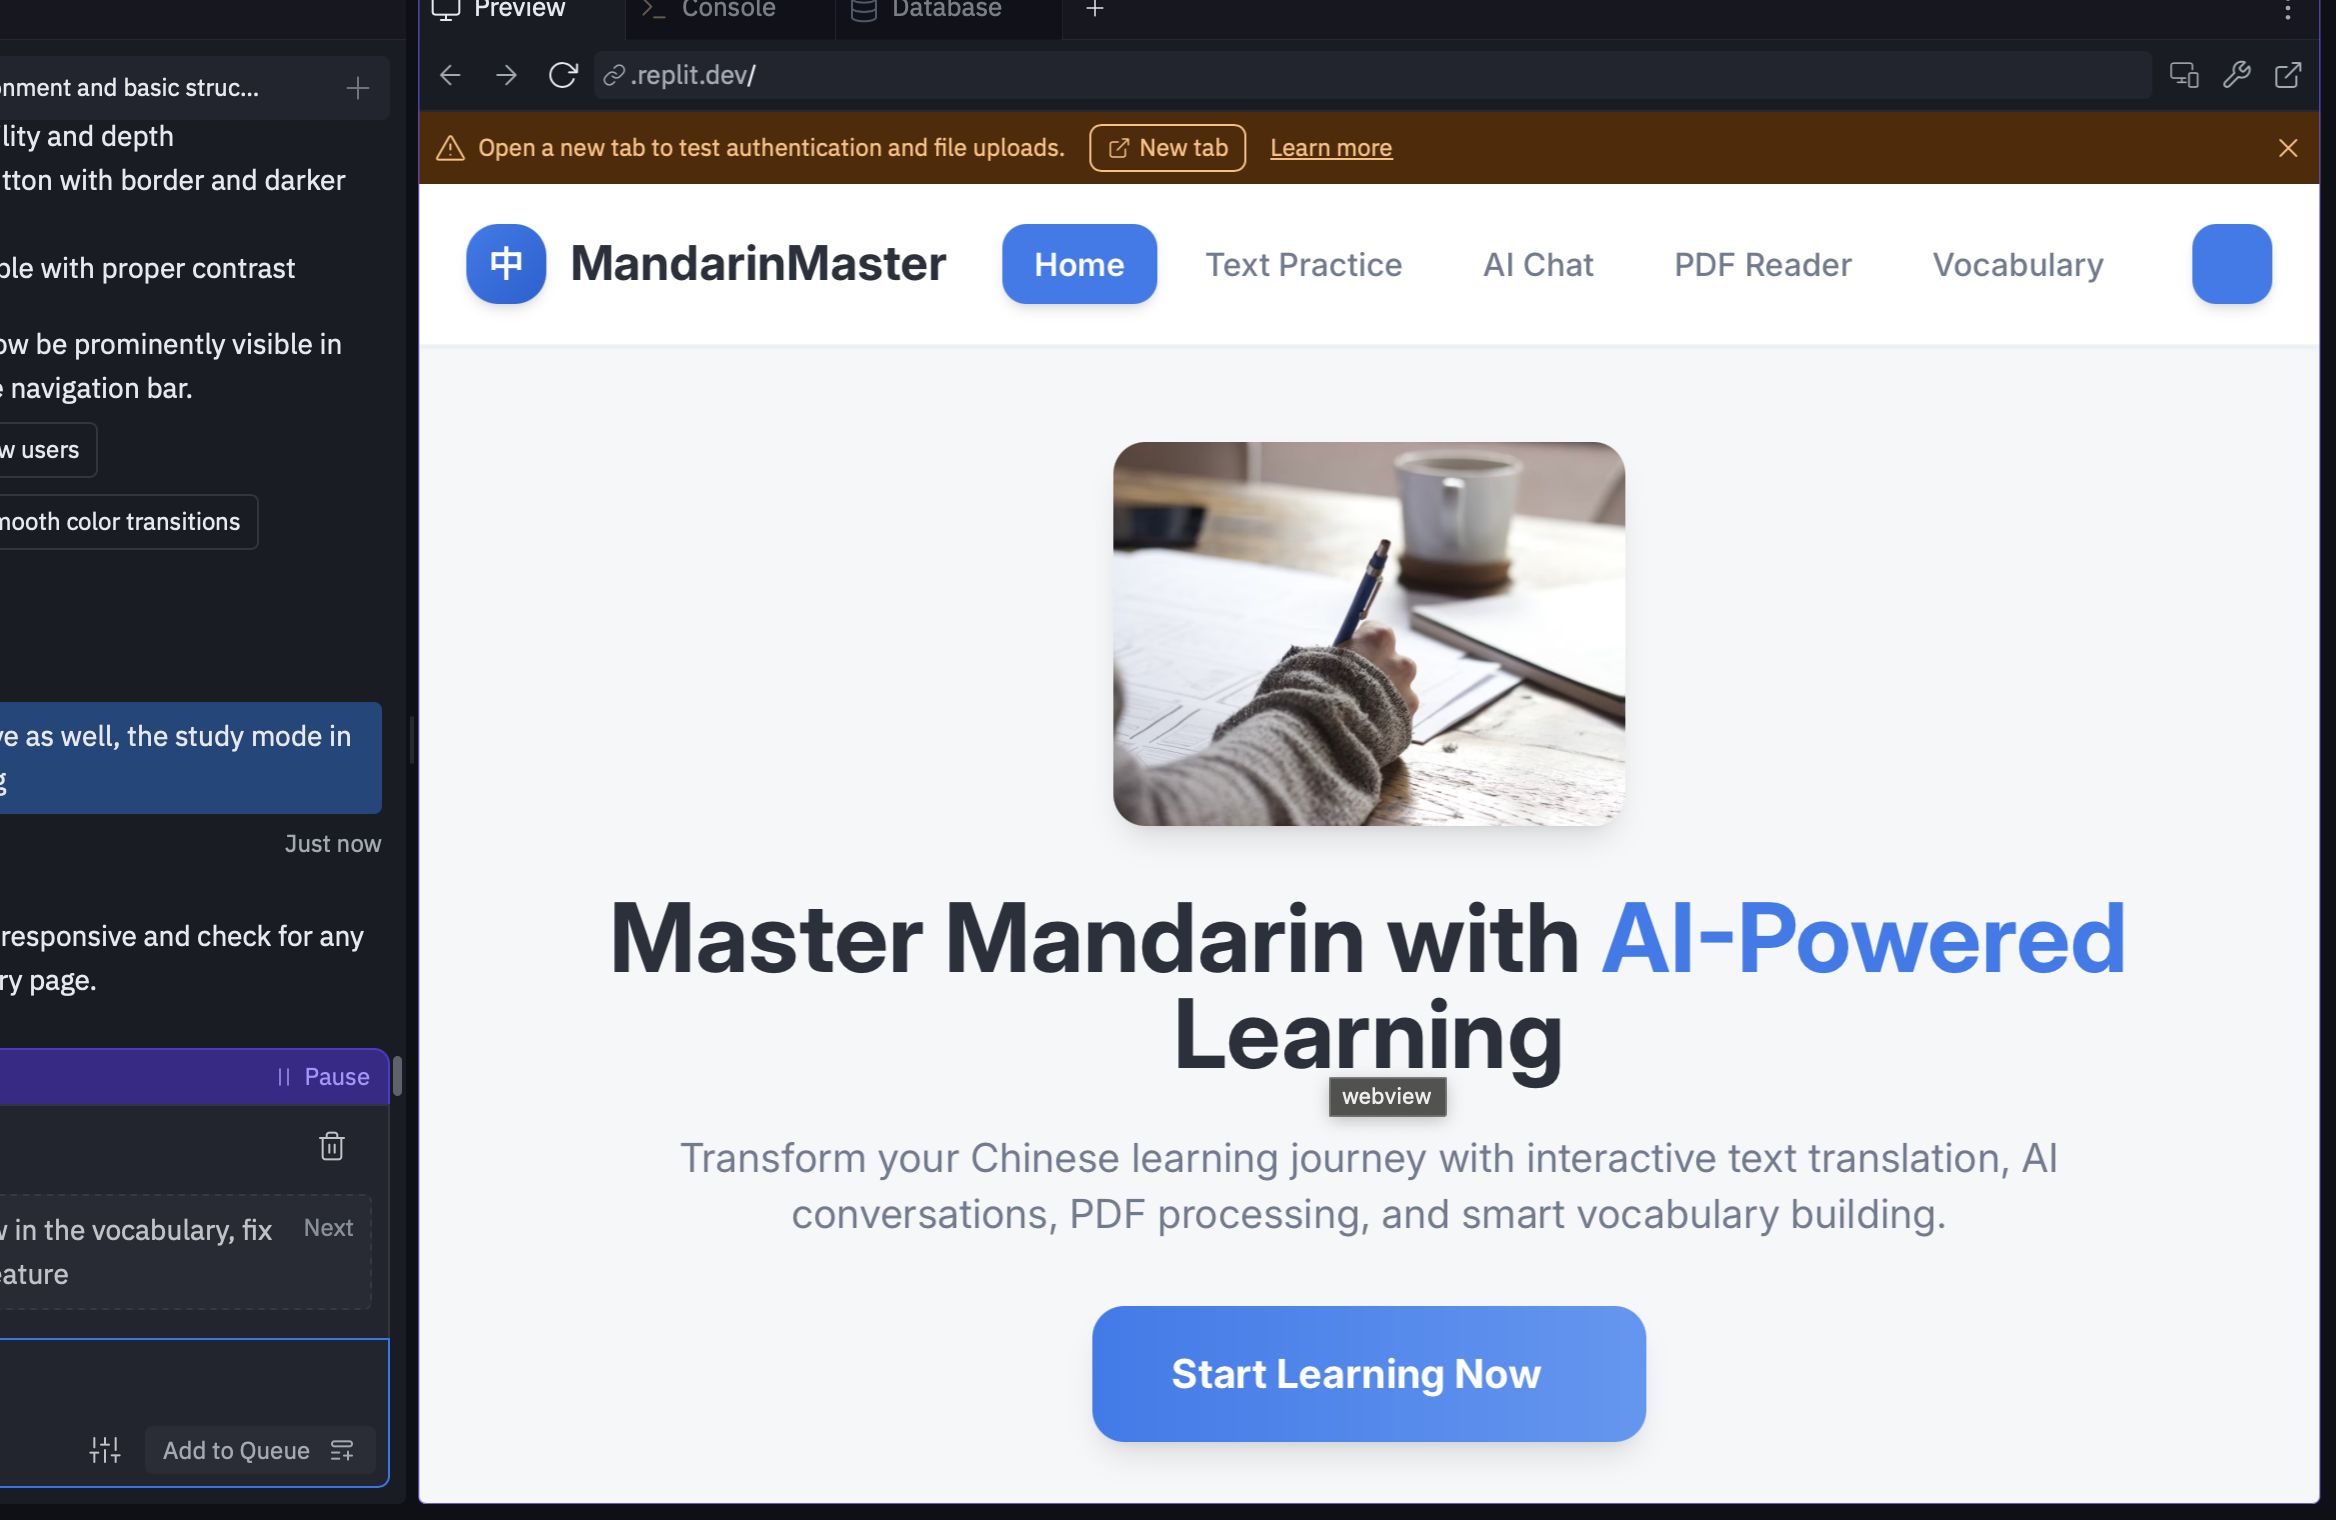 Preview
Console
Database
onment and basic struc...
.replit.dev/
Open a new tab to test authentication and file uploads.
New tab
Learn more
lity and depth
tton with border and darker
ble with proper contrast
ow be prominently visible in
e navigation bar.
w users
mooth color transitions
ve as well, the study mode in
g
Just now
responsive and check for any
ry page.
Pause
w in the vocabulary, fix
Next
eature
Add to Queue
中
MandarinMaster
Home
Text Practice
AI Chat
PDF Reader
Vocabulary
Master Mandarin with AI-Powered
Learning
webview
Transform your Chinese learning journey with interactive text translation, AI
conversations, PDF processing, and smart vocabulary building.
Start Learning Now